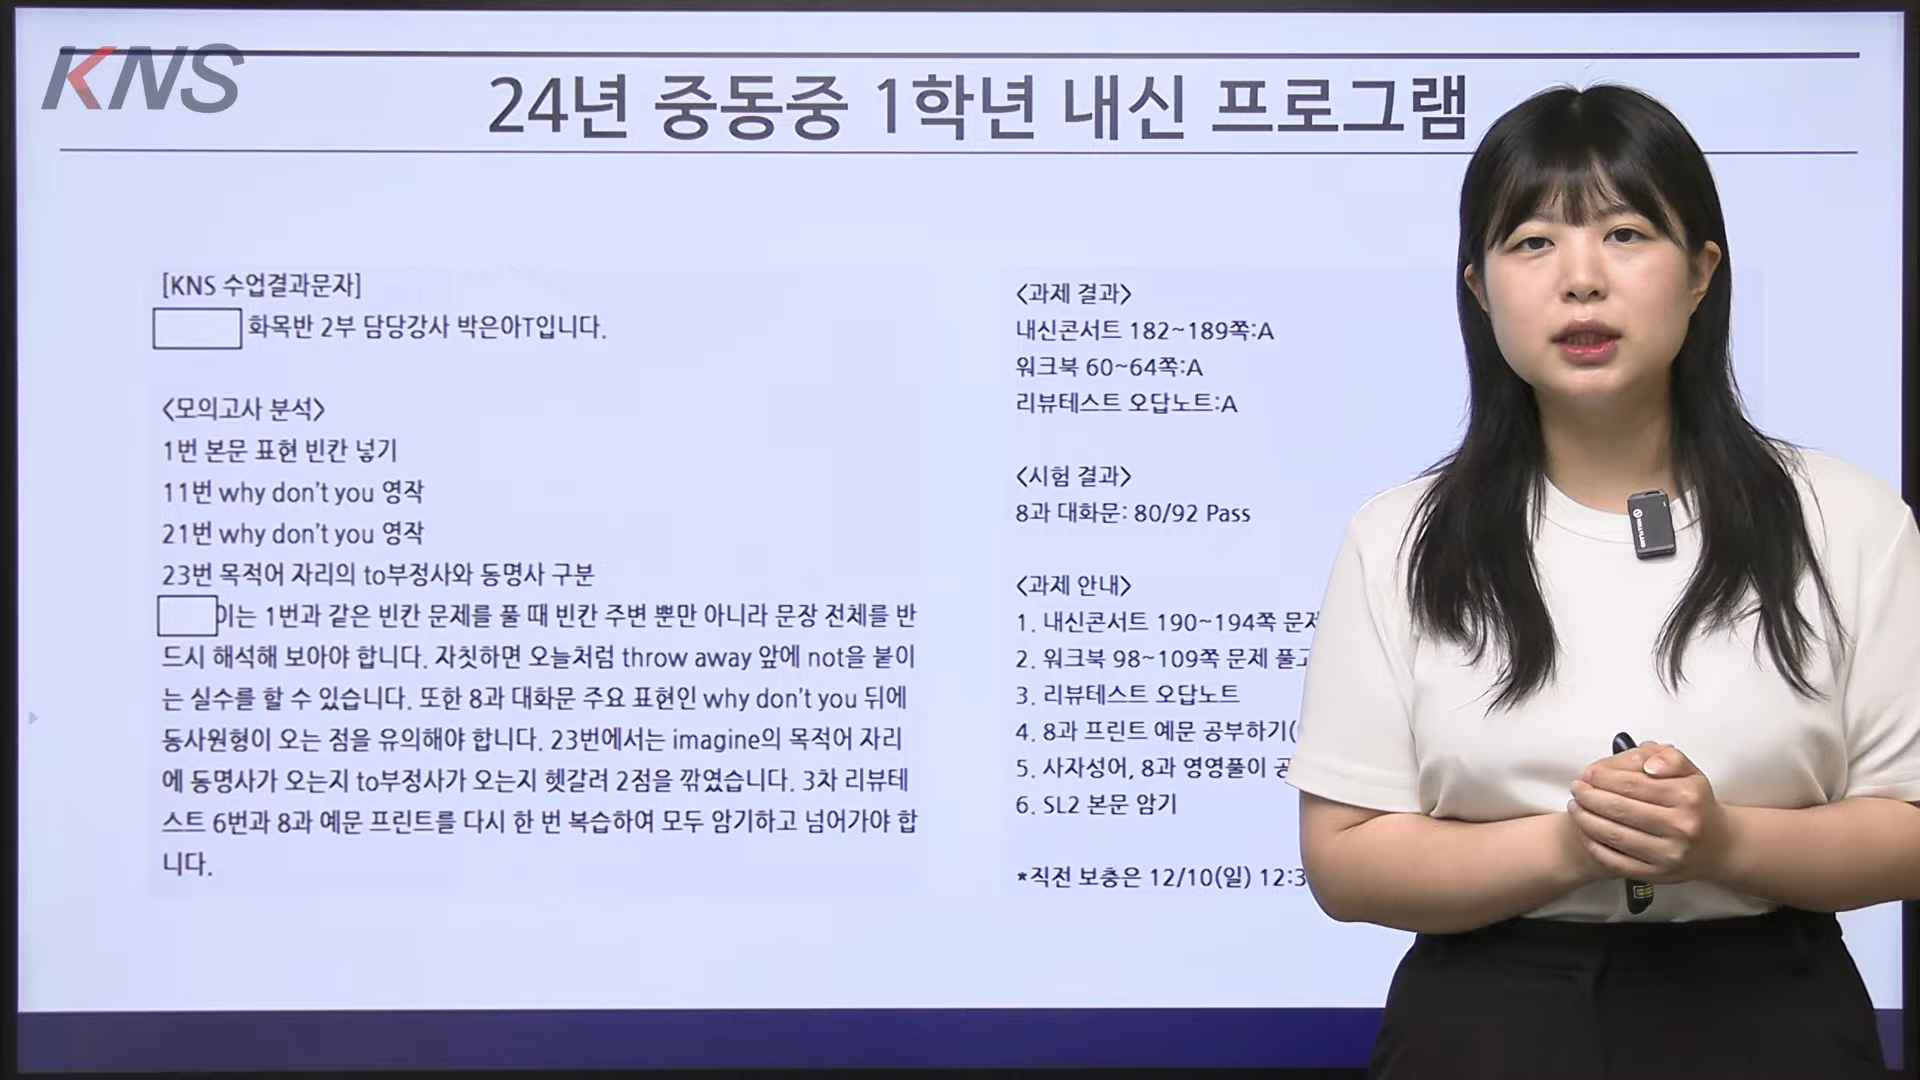 KNS
24년 중동중 1학년 내신 프로그램
[KNS 수업결과문자]
화목반 2부 담당강사 박은아T입니다.
<모의고사 분석>
1번 본문 표현 빈칸 넣기
11번 why don't you 영작
21번 why don't you 영작
23번 목적어 자리의 to부정사와 동명사 구분
이는 1번과 같은 빈칸 문제를 풀 때 빈칸 주변 뿐만 아니라 문장 전체를 반
드시 해석해 보아야 합니다. 자칫하면 오늘처럼 throw away 앞에 not을 붙이
는 실수를 할 수 있습니다. 또한 8과 대화문 주요 표현인 why don't you 뒤에
동사원형이 오는 점을 유의해야 합니다. 23번에서는 imagine의 목적어 자리
에 동명사가 오는지 to부정사가 오는지 헷갈려 2점을 깎였습니다. 3차 리뷰테
스트 6번과 8과 예문 프린트를 다시 한 번 복습하여 모두 암기하고 넘어가야 합
니다.
<과제 결과>
내신콘서트 182~189쪽:A
워크북 60~64쪽:A
리뷰테스트 오답노트:A
<시험 결과>
8과 대화문: 80/92 Pass
<과제 안내>
1. 내신콘서트 190~194쪽
2. 워크북 98~109쪽 문제 풀고
3. 리뷰테스트 오답노트
4. 8과 프린트 예문 공부하기(
5. 사자성어, 8과 영영풀이
6. SL2 본문 암기
*직전 보충은 12/10(일) 12:3